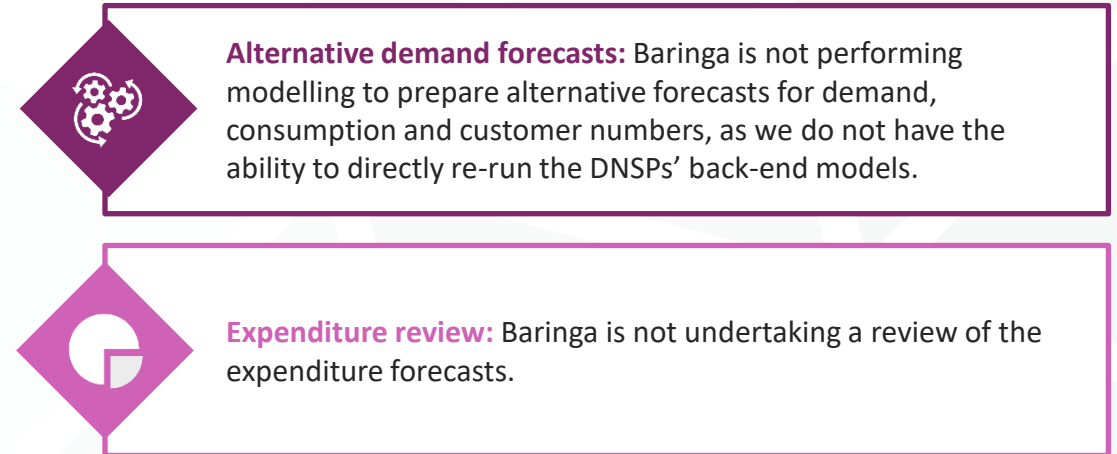 Alternative demand forecasts: Baringa is not performing
modelling to prepare alternative forecasts for demand,
consumption and customer numbers, as we do not have the
ability to directly re-run the DNSPs’ back-end models.
Expenditure review: Baringa is not undertaking a review of the
expenditure forecasts.